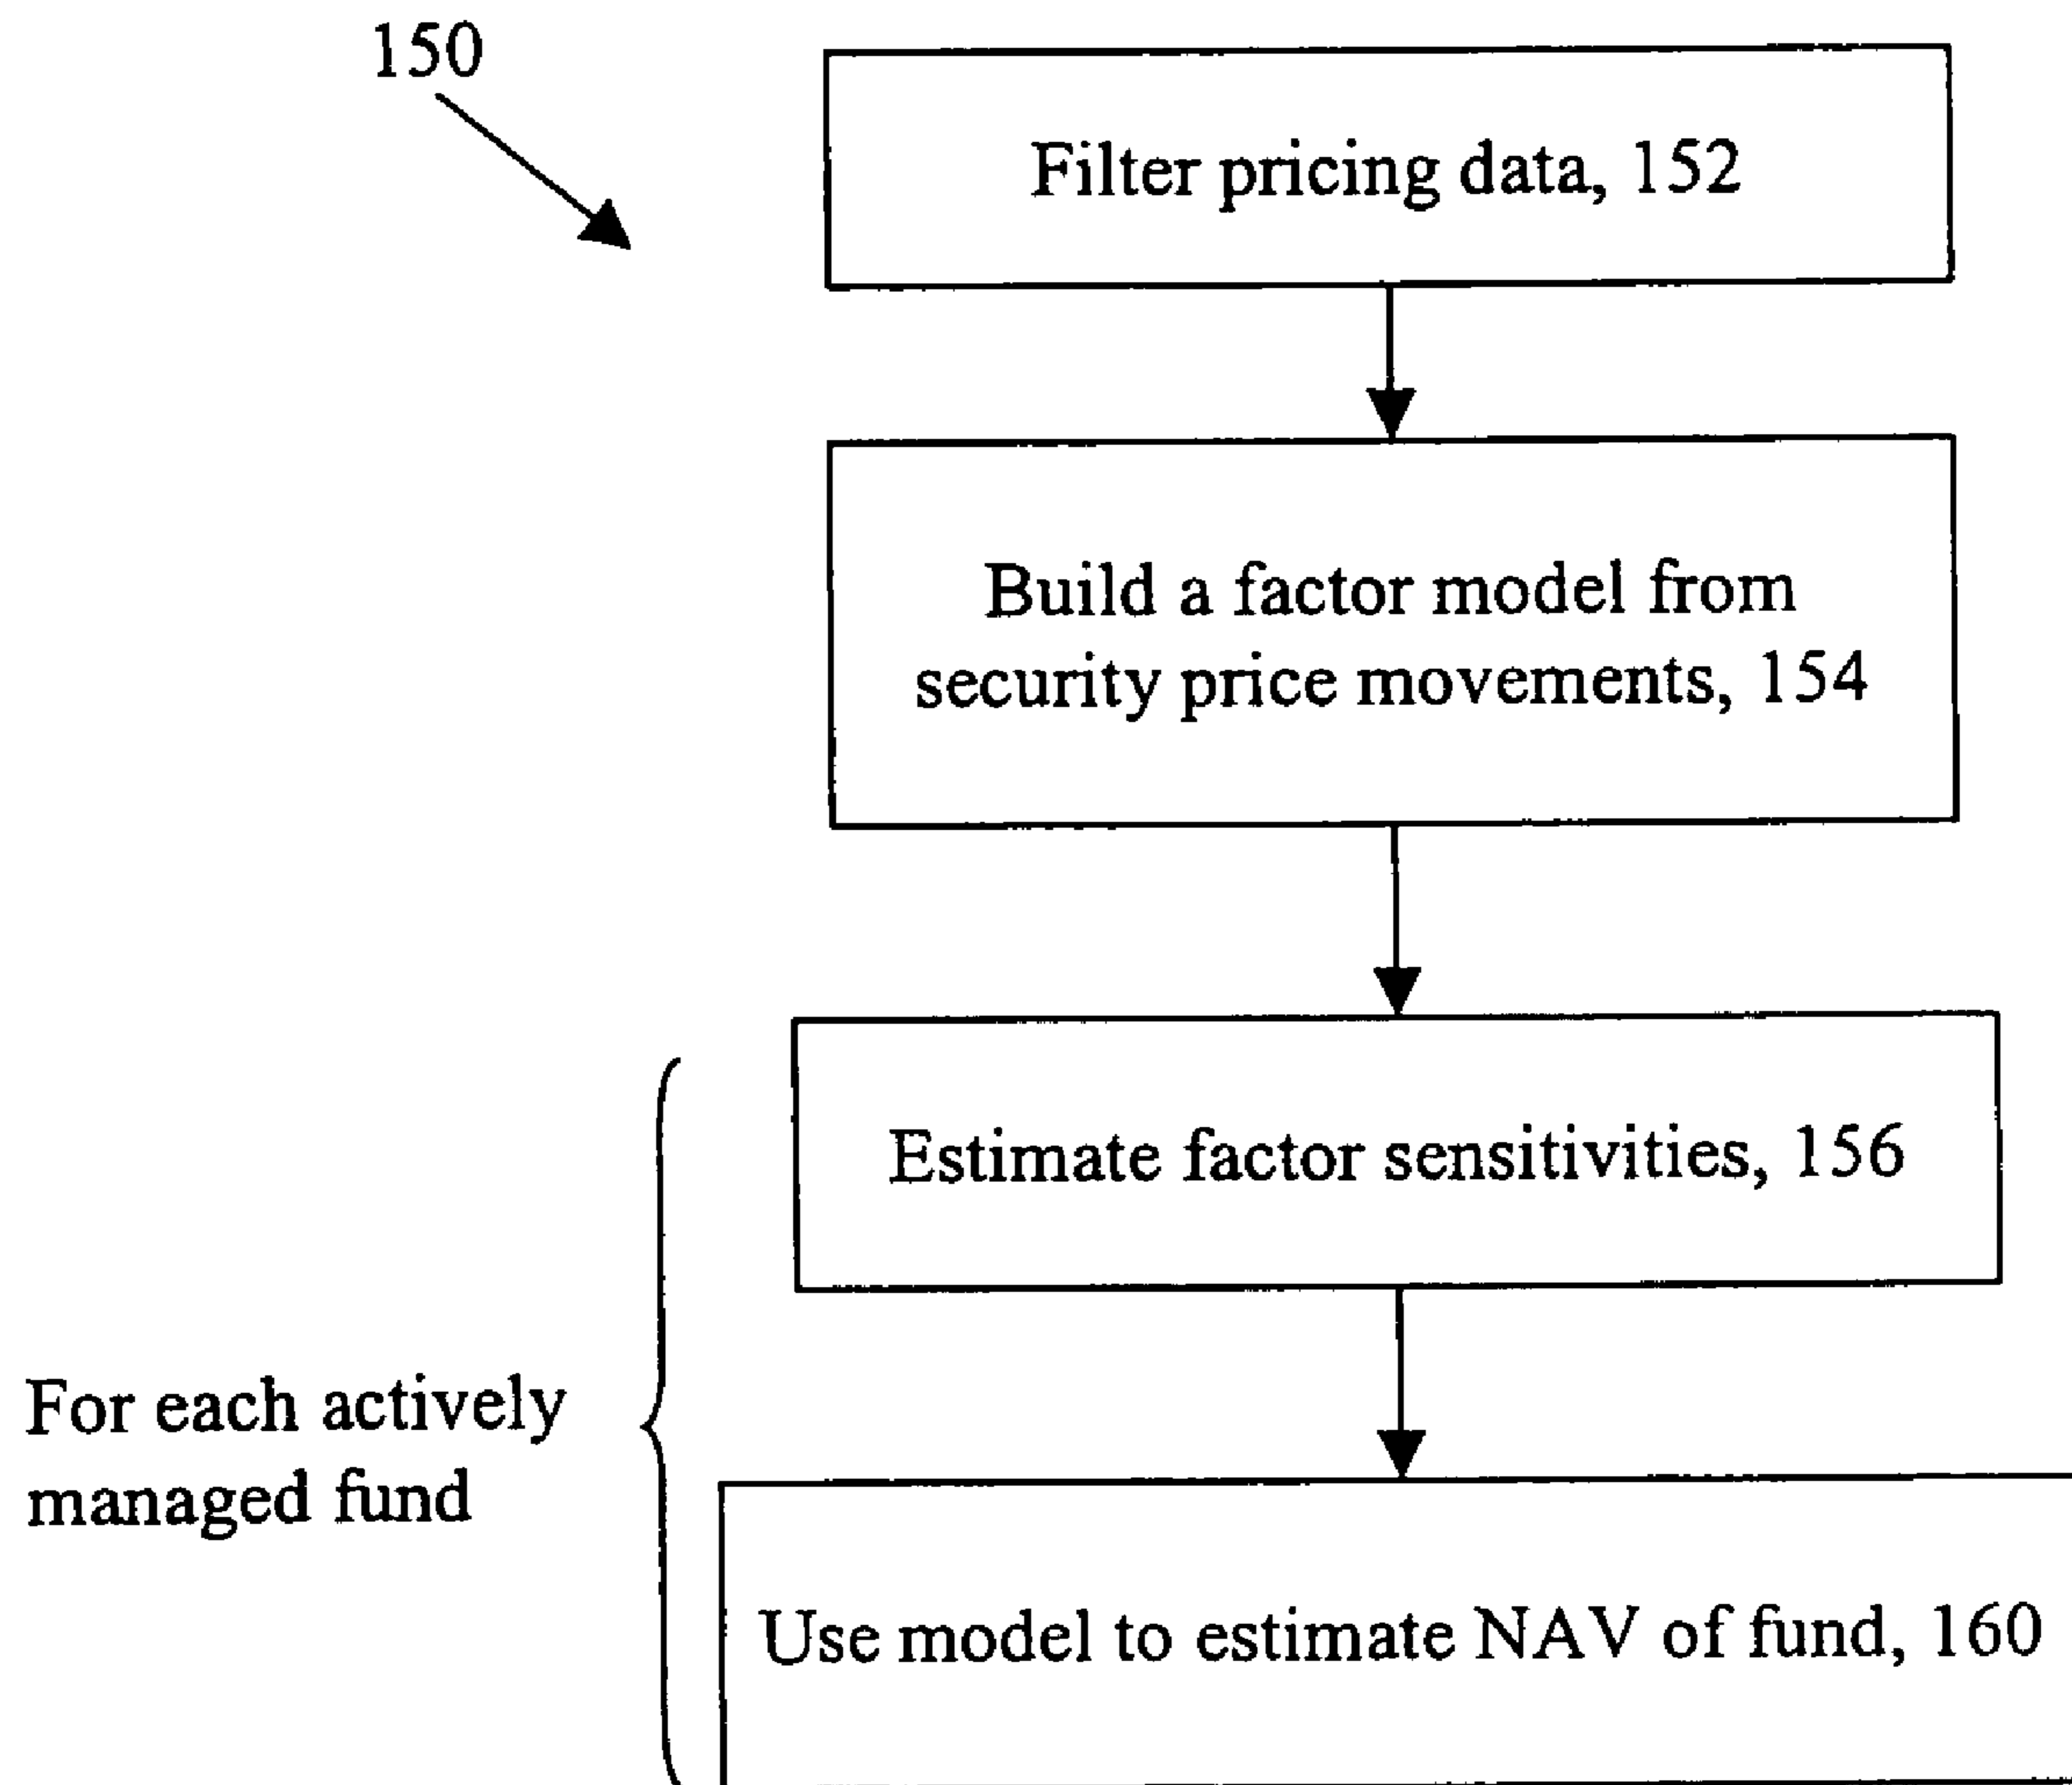 150
Filter pricing data, 152
Build a factor model from
security price movements, 154
Estimate factor sensitivities, 156
For each actively
managed fund
Use model to estimate NAV of fund, 160